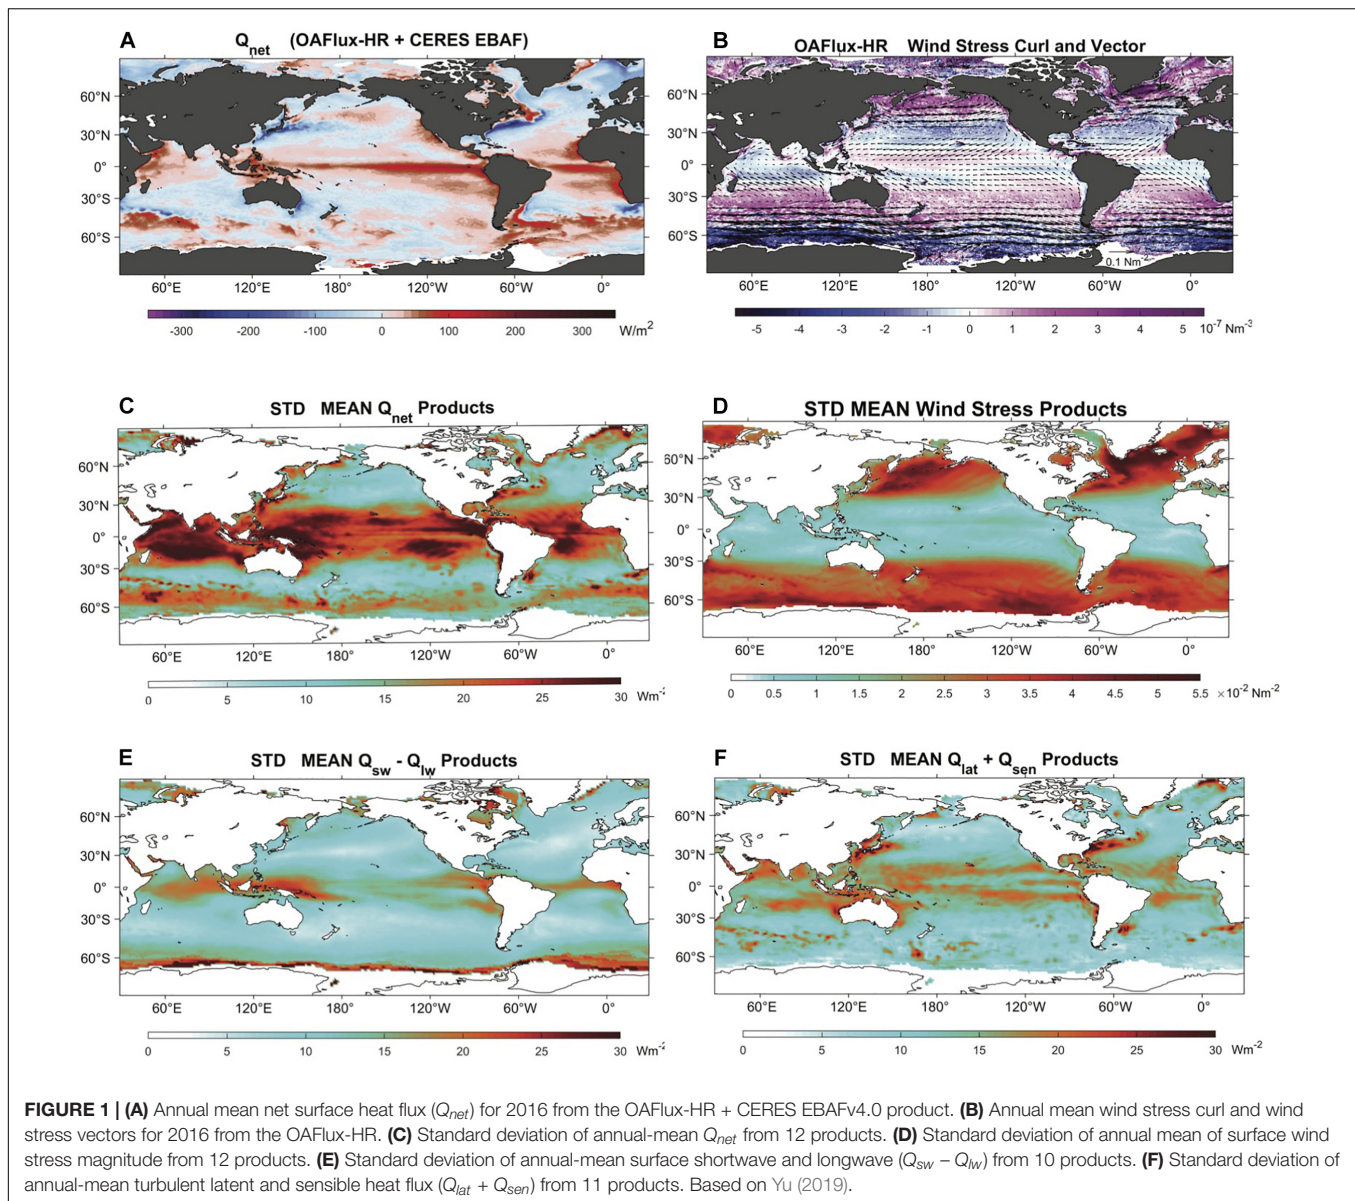 A
Q_net (OAFlux-HR + CERES EBAF)
60°N
30°N
0°
30°S
60°S
60°E 120°E 180° 120°W 60°W 0°
-300 -200 -100 0 100 200 300 W/m²
B
OAFlux-HR Wind Stress Curl and Vector
60°N
30°N
0°
30°S
60°S
0.1 Nm⁻²
60°E 120°E 180° 120°W 60°W 0°
-5 -4 -3 -2 -1 0 1 2 3 4 5 10⁻⁷ Nm⁻³
C
STD MEAN Q_net Products
60°N
30°N
0°
30°S
60°S
60°E 120°E 180° 120°W 60°W 0°
0 5 10 15 20 25 30 Wm⁻²
D
STD MEAN Wind Stress Products
60°N
30°N
0°
30°S
60°S
60°E 120°E 180° 120°W 60°W 0°
0 0.5 1 1.5 2 2.5 3 3.5 4 4.5 5 5.5 ×10⁻² Nm⁻²
E
STD MEAN Q_sw - Q_lw Products
60°N
30°N
0°
30°S
60°S
60°E 120°E 180° 120°W 60°W 0°
0 5 10 15 20 25 30 Wm⁻²
F
STD MEAN Q_lat + Q_sen Products
60°N
30°N
0°
30°S
60°S
60°E 120°E 180° 120°W 60°W 0°
0 5 10 15 20 25 30 Wm⁻²
FIGURE 1 | (A) Annual mean net surface heat flux (Q_net) for 2016 from the OAFlux-HR + CERES EBAFv4.0 product. (B) Annual mean wind stress curl and wind
stress vectors for 2016 from the OAFlux-HR. (C) Standard deviation of annual-mean Q_net from 12 products. (D) Standard deviation of annual mean of surface wind
stress magnitude from 12 products. (E) Standard deviation of annual-mean surface shortwave and longwave (Q_sw – Q_lw) from 10 products. (F) Standard deviation of
annual-mean turbulent latent and sensible heat flux (Q_lat + Q_sen) from 11 products. Based on Yu (2019).